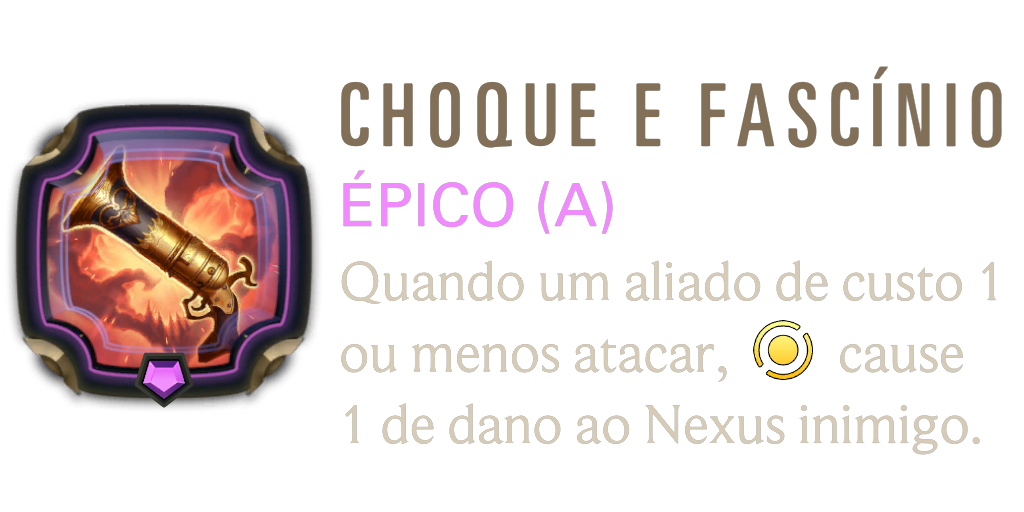 CHOQUE E FASCÍNIO
ÉPICO (A)
Quando um aliado de custo 1
ou menos atacar, cause
1 de dano ao Nexus inimigo.